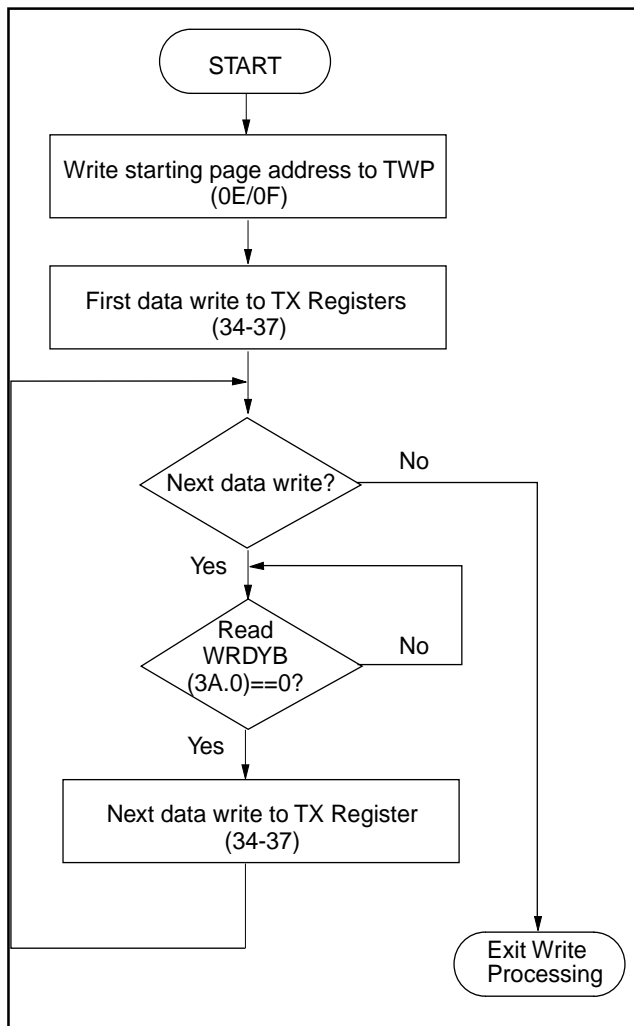 START
Write starting page address to TWP
(0E/0F)
First data write to TX Registers
(34-37)
Next data write?
No
Yes
Read
WRDYB
(3A.0)==0?
No
Yes
Next data write to TX Register
(34-37)
Exit Write
Processing